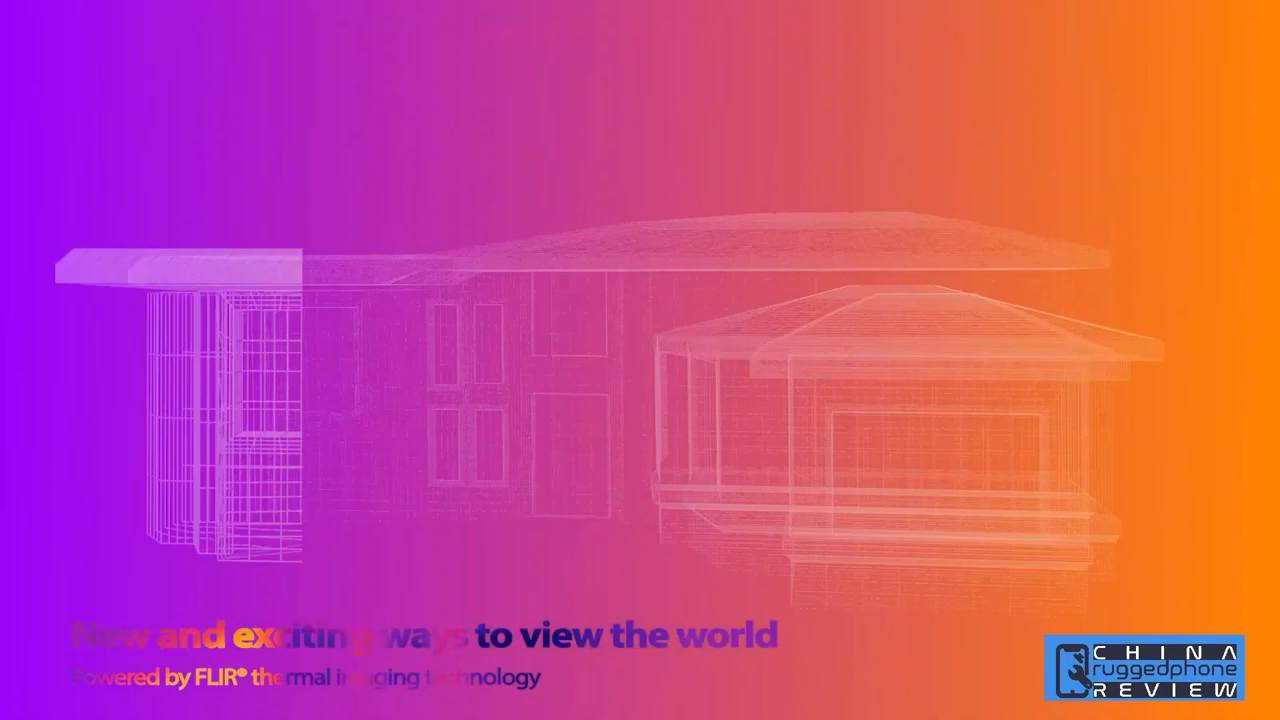 New and exciting ways to view the world
Powered by FLIR® thermal imaging technology
CHINA
ruggedphone
REVIEW